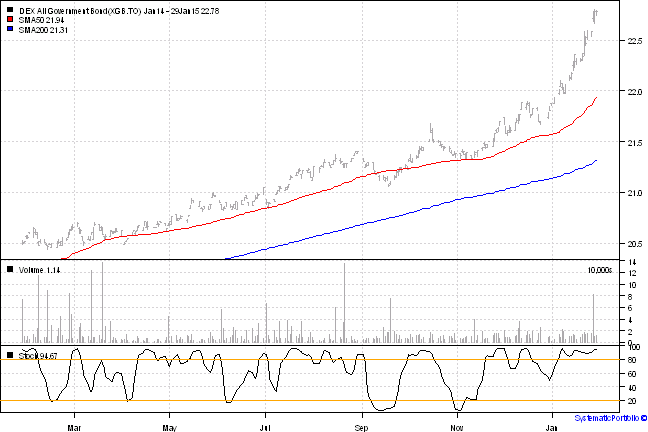 DEX All Government Bond(XGB.TO) Jan14 - 29Jan15 22.78
SMA50 21.94
SMA200 21.31
22.5
22.0
21.5
21.0
20.5
Volume 1.14
10,000s
14
12
10
8
6
4
2
0
Stock 94.67
100
80
60
40
20
Mar
May
Jul
Sep
Nov
Jan
SystematicPortfolio ©